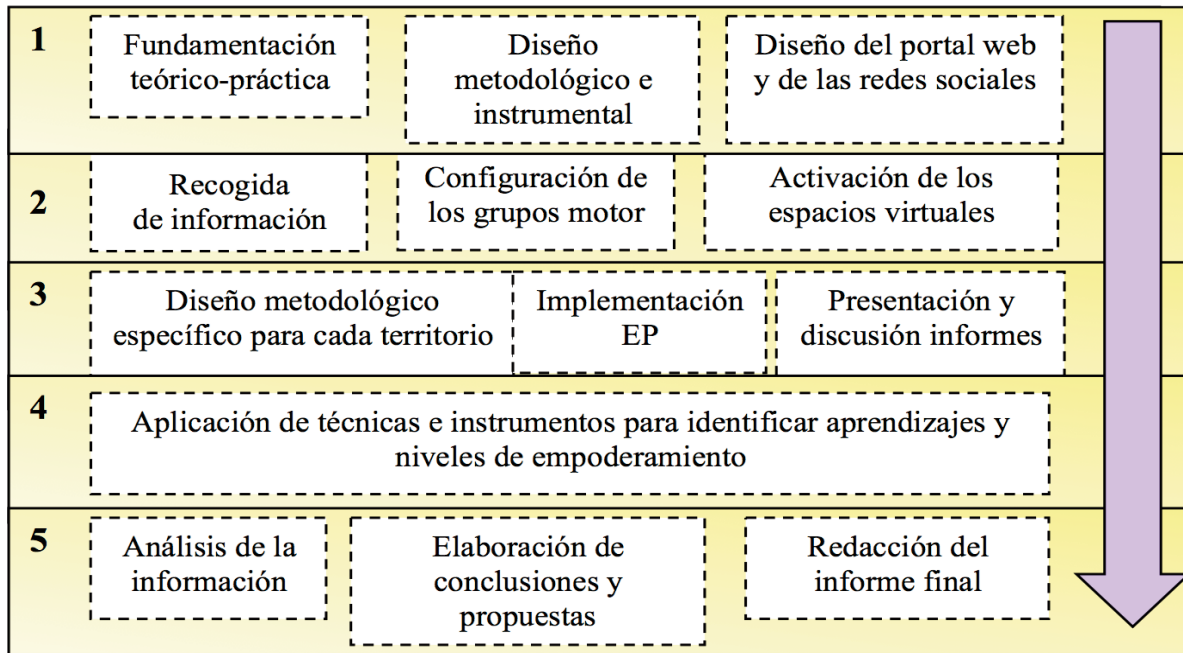 1
Fundamentación
teórico-práctica
Diseño
metodológico e
instrumental
Diseño del portal web
y de las redes sociales
2
Recogida
de información
Configuración de
los grupos motor
Activación de los
espacios virtuales
3
Diseño metodológico
específico para cada territorio
Implementación
EP
Presentación y
discusión informes
4
Aplicación de técnicas e instrumentos para identificar aprendizajes y
niveles de empoderamiento
5
Análisis de la
información
Elaboración de
conclusiones y
propuestas
Redacción del
informe final